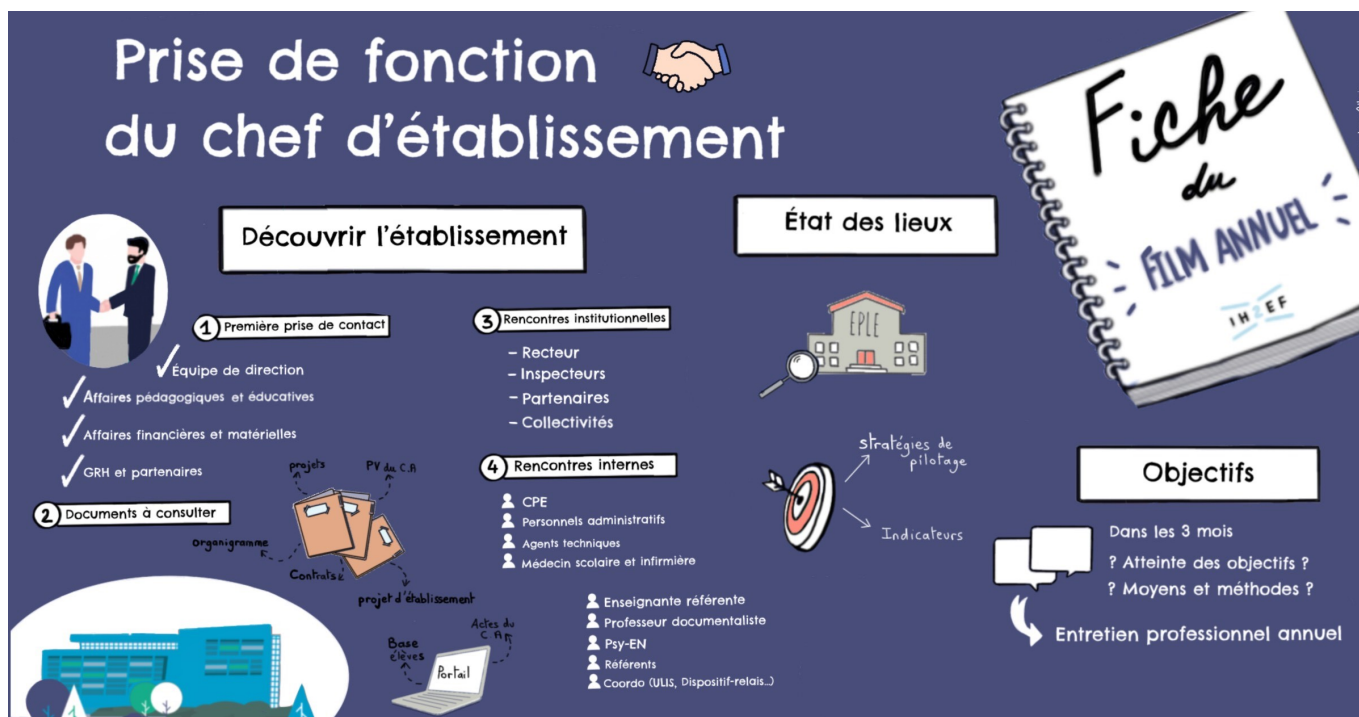 Prise de fonction
du chef d'établissement
Fiche
du
FILM ANNUEL
IH2EF
Découvrir l'établissement
1 Première prise de contact
Équipe de direction
Affaires pédagogiques et éducatives
Affaires financières et matérielles
GRH et partenaires
2 Documents à consulter
projets
PV du C.A
Organigramme
Contrats
projet d'établissement
Base
élèves
Actes du
C.A
Portail
3 Rencontres institutionnelles
– Recteur
– Inspecteurs
– Partenaires
– Collectivités
4 Rencontres internes
CPE
Personnels administratifs
Agents techniques
Médecin scolaire et infirmière
Enseignante référente
Professeur documentaliste
Psy-EN
Référents
Coordo (ULIS, Dispositif-relais...)
État des lieux
EPLE
stratégies de
pilotage
Indicateurs
Objectifs
Dans les 3 mois
? Atteinte des objectifs ?
? Moyens et méthodes ?
Entretien professionnel annuel